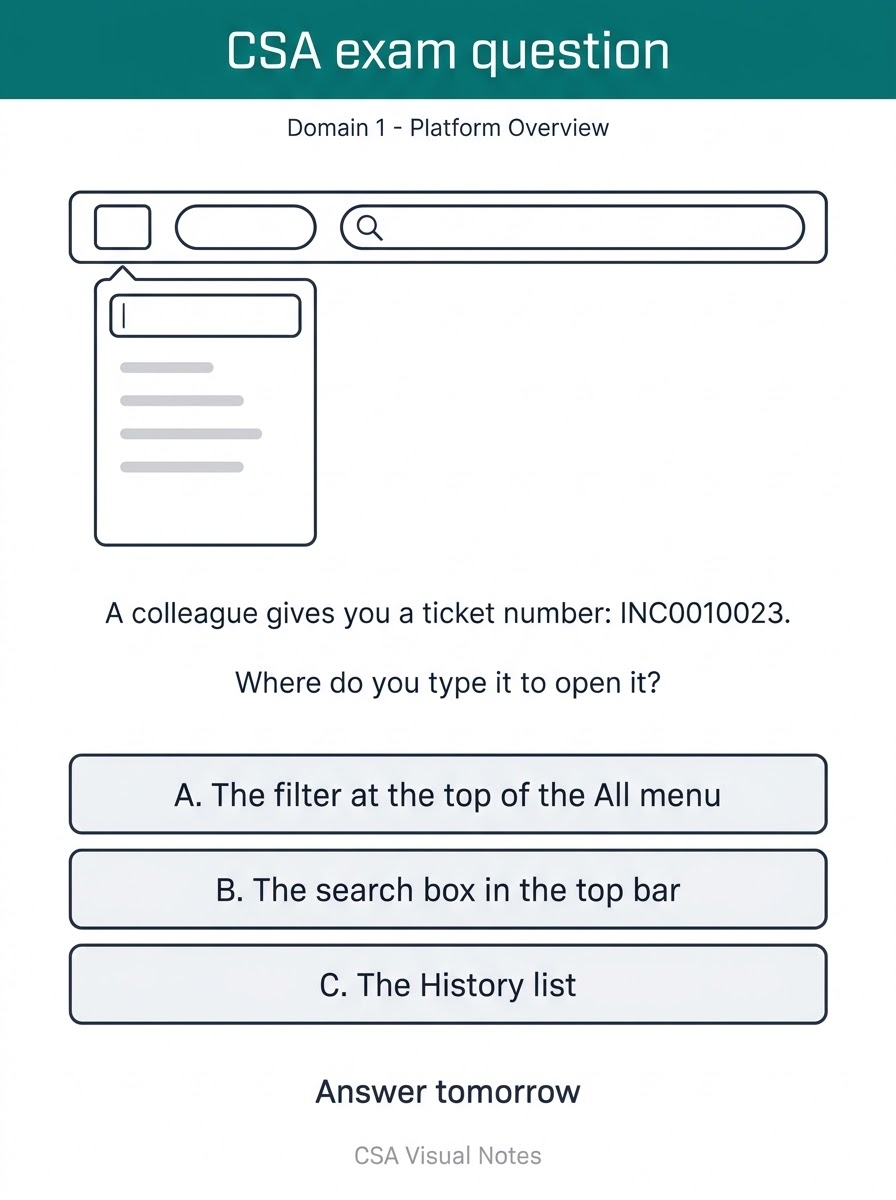 CSA exam question
Domain 1 - Platform Overview
A colleague gives you a ticket number: INC0010023.
Where do you type it to open it?
A. The filter at the top of the All menu
B. The search box in the top bar
C. The History list
Answer tomorrow
CSA Visual Notes